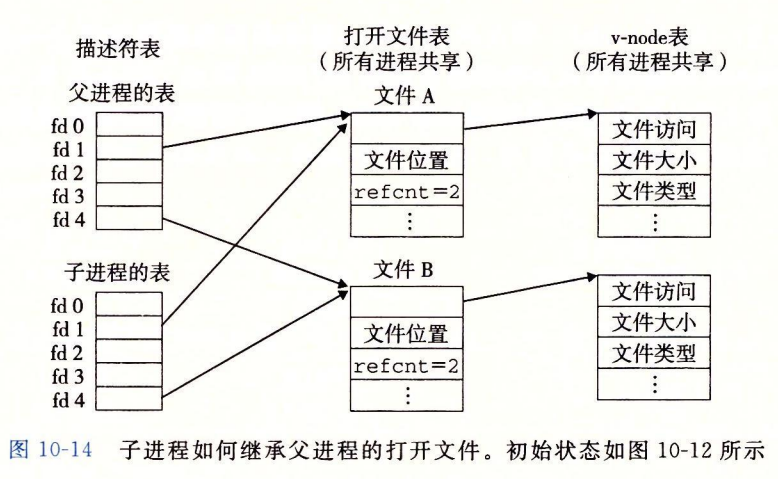 描述符表
打开文件表
（所有进程共享）
v-node表
（所有进程共享）
父进程的表
fd 0
fd 1
fd 2
fd 3
fd 4
文件 A
文件位置
refcnt=2
⋮
文件访问
文件大小
文件类型
⋮
子进程的表
fd 0
fd 1
fd 2
fd 3
fd 4
文件 B
文件位置
refcnt=2
⋮
文件访问
文件大小
文件类型
⋮
图 10-14 子进程如何继承父进程的打开文件。初始状态如图 10-12 所示